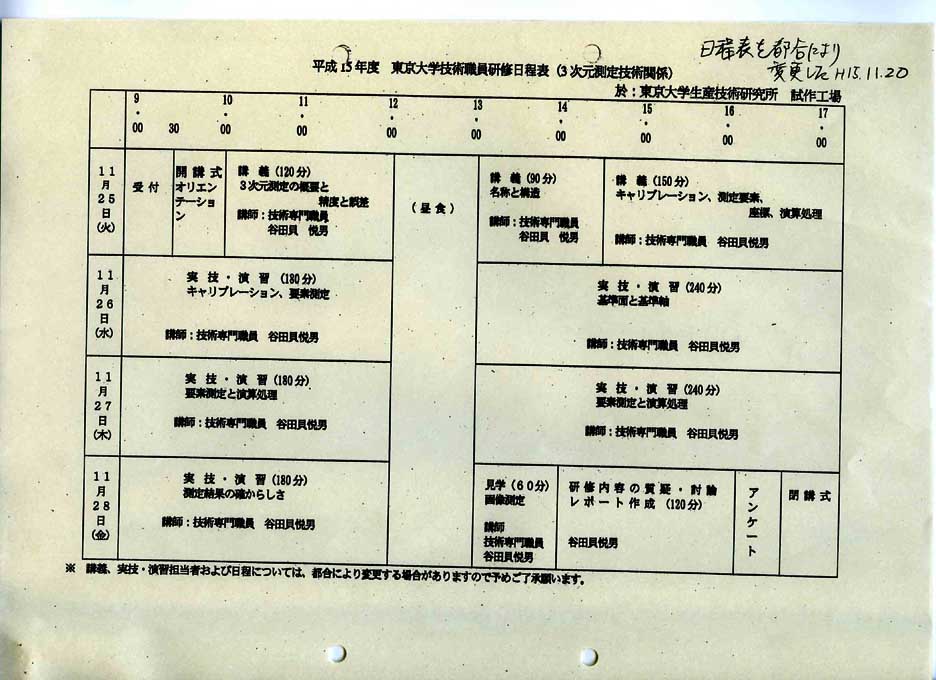 日程表を都合により
変更した H15.11.20
平成15年度 東京大学技術職員研修日程表(3次元測定技術関係)
於:東京大学生産技術研究所 試作工場
9・00 30 10・00 11・00 12・00 13・00 14・00 15・00 16・00 17・00
11月25日(火)
受付
開講式
オリエン
テーショ
ン
講 義(120分)
3次元測定の概要と
精度と誤差
講師:技術専門職員
谷田貝 悦男
(昼食)
講 義(90分)
名称と構造
講師:技術専門職員
谷田貝 悦男
講 義(150分)
キャリブレーション、測定要素、
座標、演算処理
講師:技術専門職員 谷田貝悦男
11月26日(水)
実 技・演 習(180分)
キャリブレーション、要素測定
講師:技術専門職員 谷田貝悦男
実 技・演 習(240分)
基準面と基準軸
講師:技術専門職員 谷田貝悦男
11月27日(木)
実 技・演 習(180分)
要素測定と演算処理
講師:技術専門職員 谷田貝悦男
実 技・演 習(240分)
要素測定と演算処理
講師:技術専門職員 谷田貝悦男
11月28日(金)
実 技・演 習(180分)
測定結果の確からしさ
講師:技術専門職員 谷田貝悦男
見学(60分)
画像測定
講師
技術専門職員
谷田貝悦男
研修内容の質疑・討論
レポート作成(120分)
谷田貝悦男
アンケート
閉講式
※ 講義、実技・演習担当者および日程については、都合により変更する場合がありますので予めご了承願います。